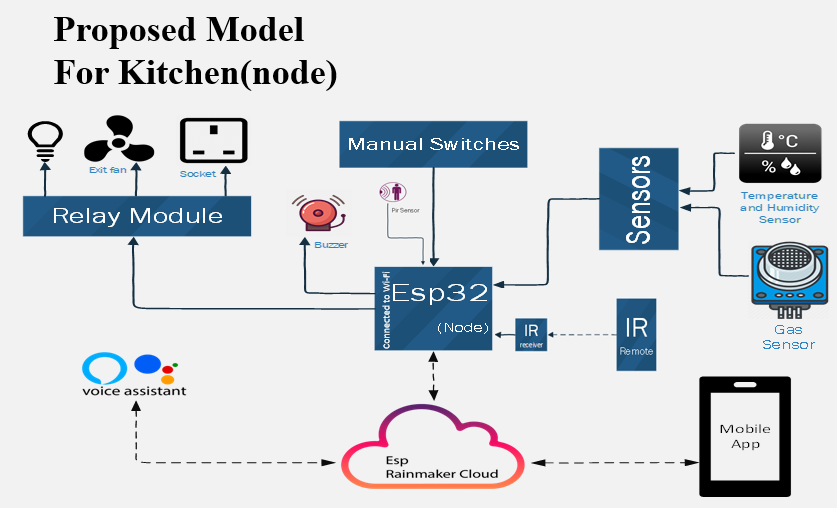 Proposed Model
For Kitchen(node)
Exit fan
Socket
Relay Module
Manual Switches
Sensors
°C
%
Temperature
and Humidity
Sensor
Pir Sensor
Buzzer
Connected to Wi-Fi
Esp32
(Node)
IR
receiver
IR
Remote
Gas
Sensor
voice assistant
Esp
Rainmaker Cloud
Mobile
App